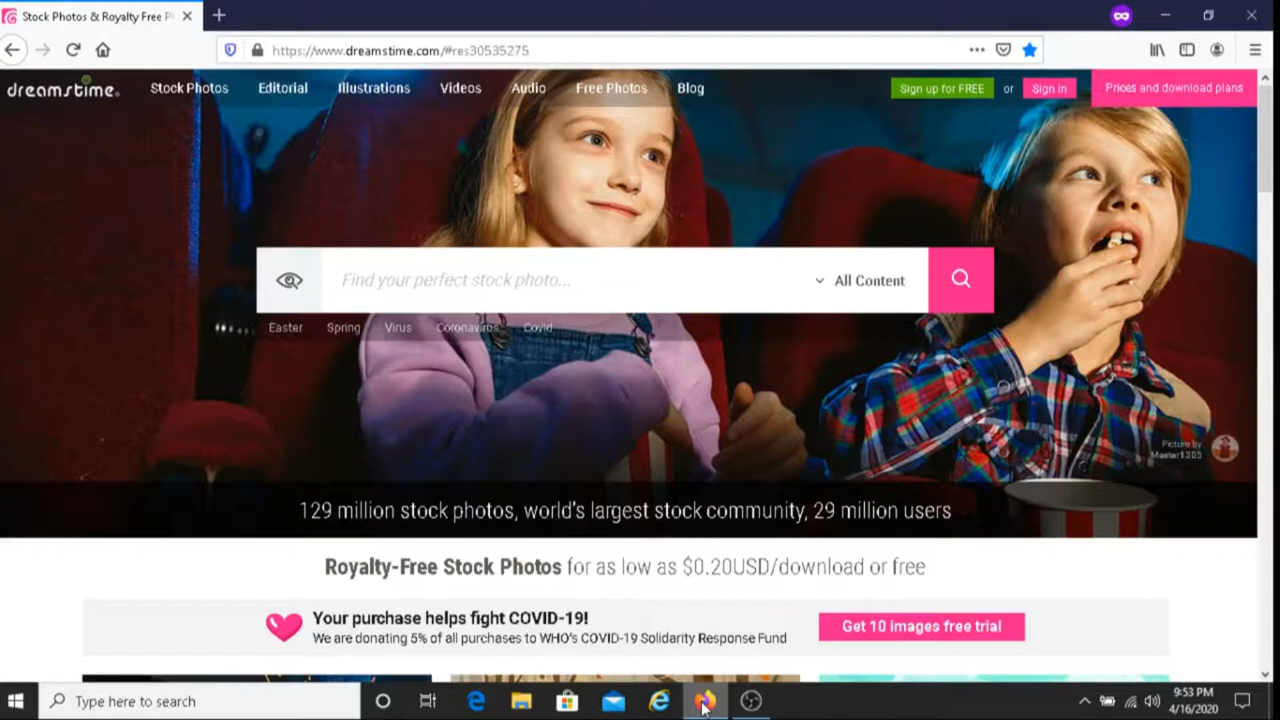 Stock Photos & Royalty Free P
https://www.dreamstime.com/#res30535275
dreamstime.
Stock Photos
Editorial
Illustrations
Videos
Audio
Free Photos
Blog
Sign up for FREE
or
Sign in
Prices and download plans
Find your perfect stock photo...
All Content
Easter
Spring
Virus
Coronavirus
Covid
Picture by
Master1305
129 million stock photos, world's largest stock community, 29 million users
Royalty-Free Stock Photos for as low as $0.20USD/download or free
Your purchase helps fight COVID-19!
We are donating 5% of all purchases to WHO's COVID-19 Solidarity Response Fund
Get 10 images free trial
Type here to search
9:53 PM
4/16/2020